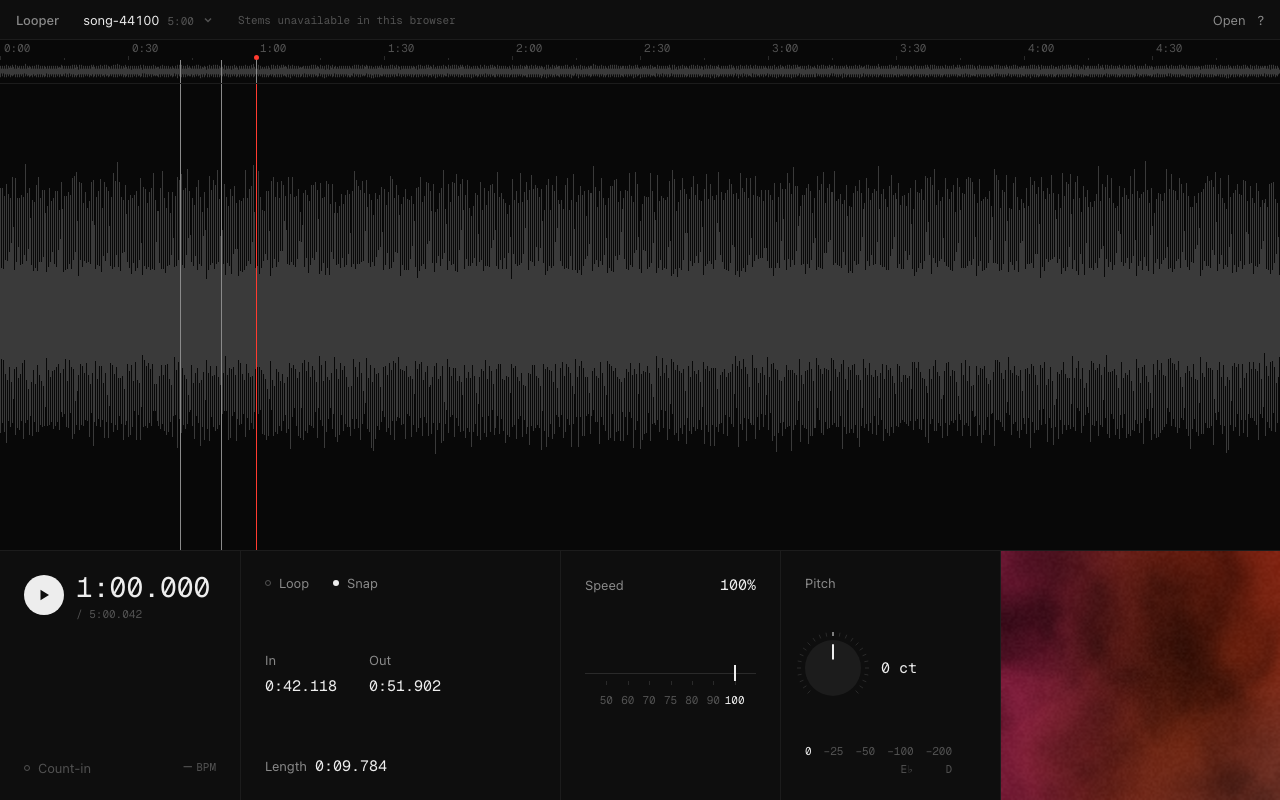 Looper song-44100 5:00 Stems unavailable in this browser Open ?
0:00 0:30 1:00 1:30 2:00 2:30 3:00 3:30 4:00 4:30
1:00.000
/ 5:00.042
Count-in — BPM
Loop Snap
In Out
0:42.118 0:51.902
Length 0:09.784
Speed 100%
50 60 70 75 80 90 100
Pitch
0 ct
0 −25 −50 −100 −200
E♭ D